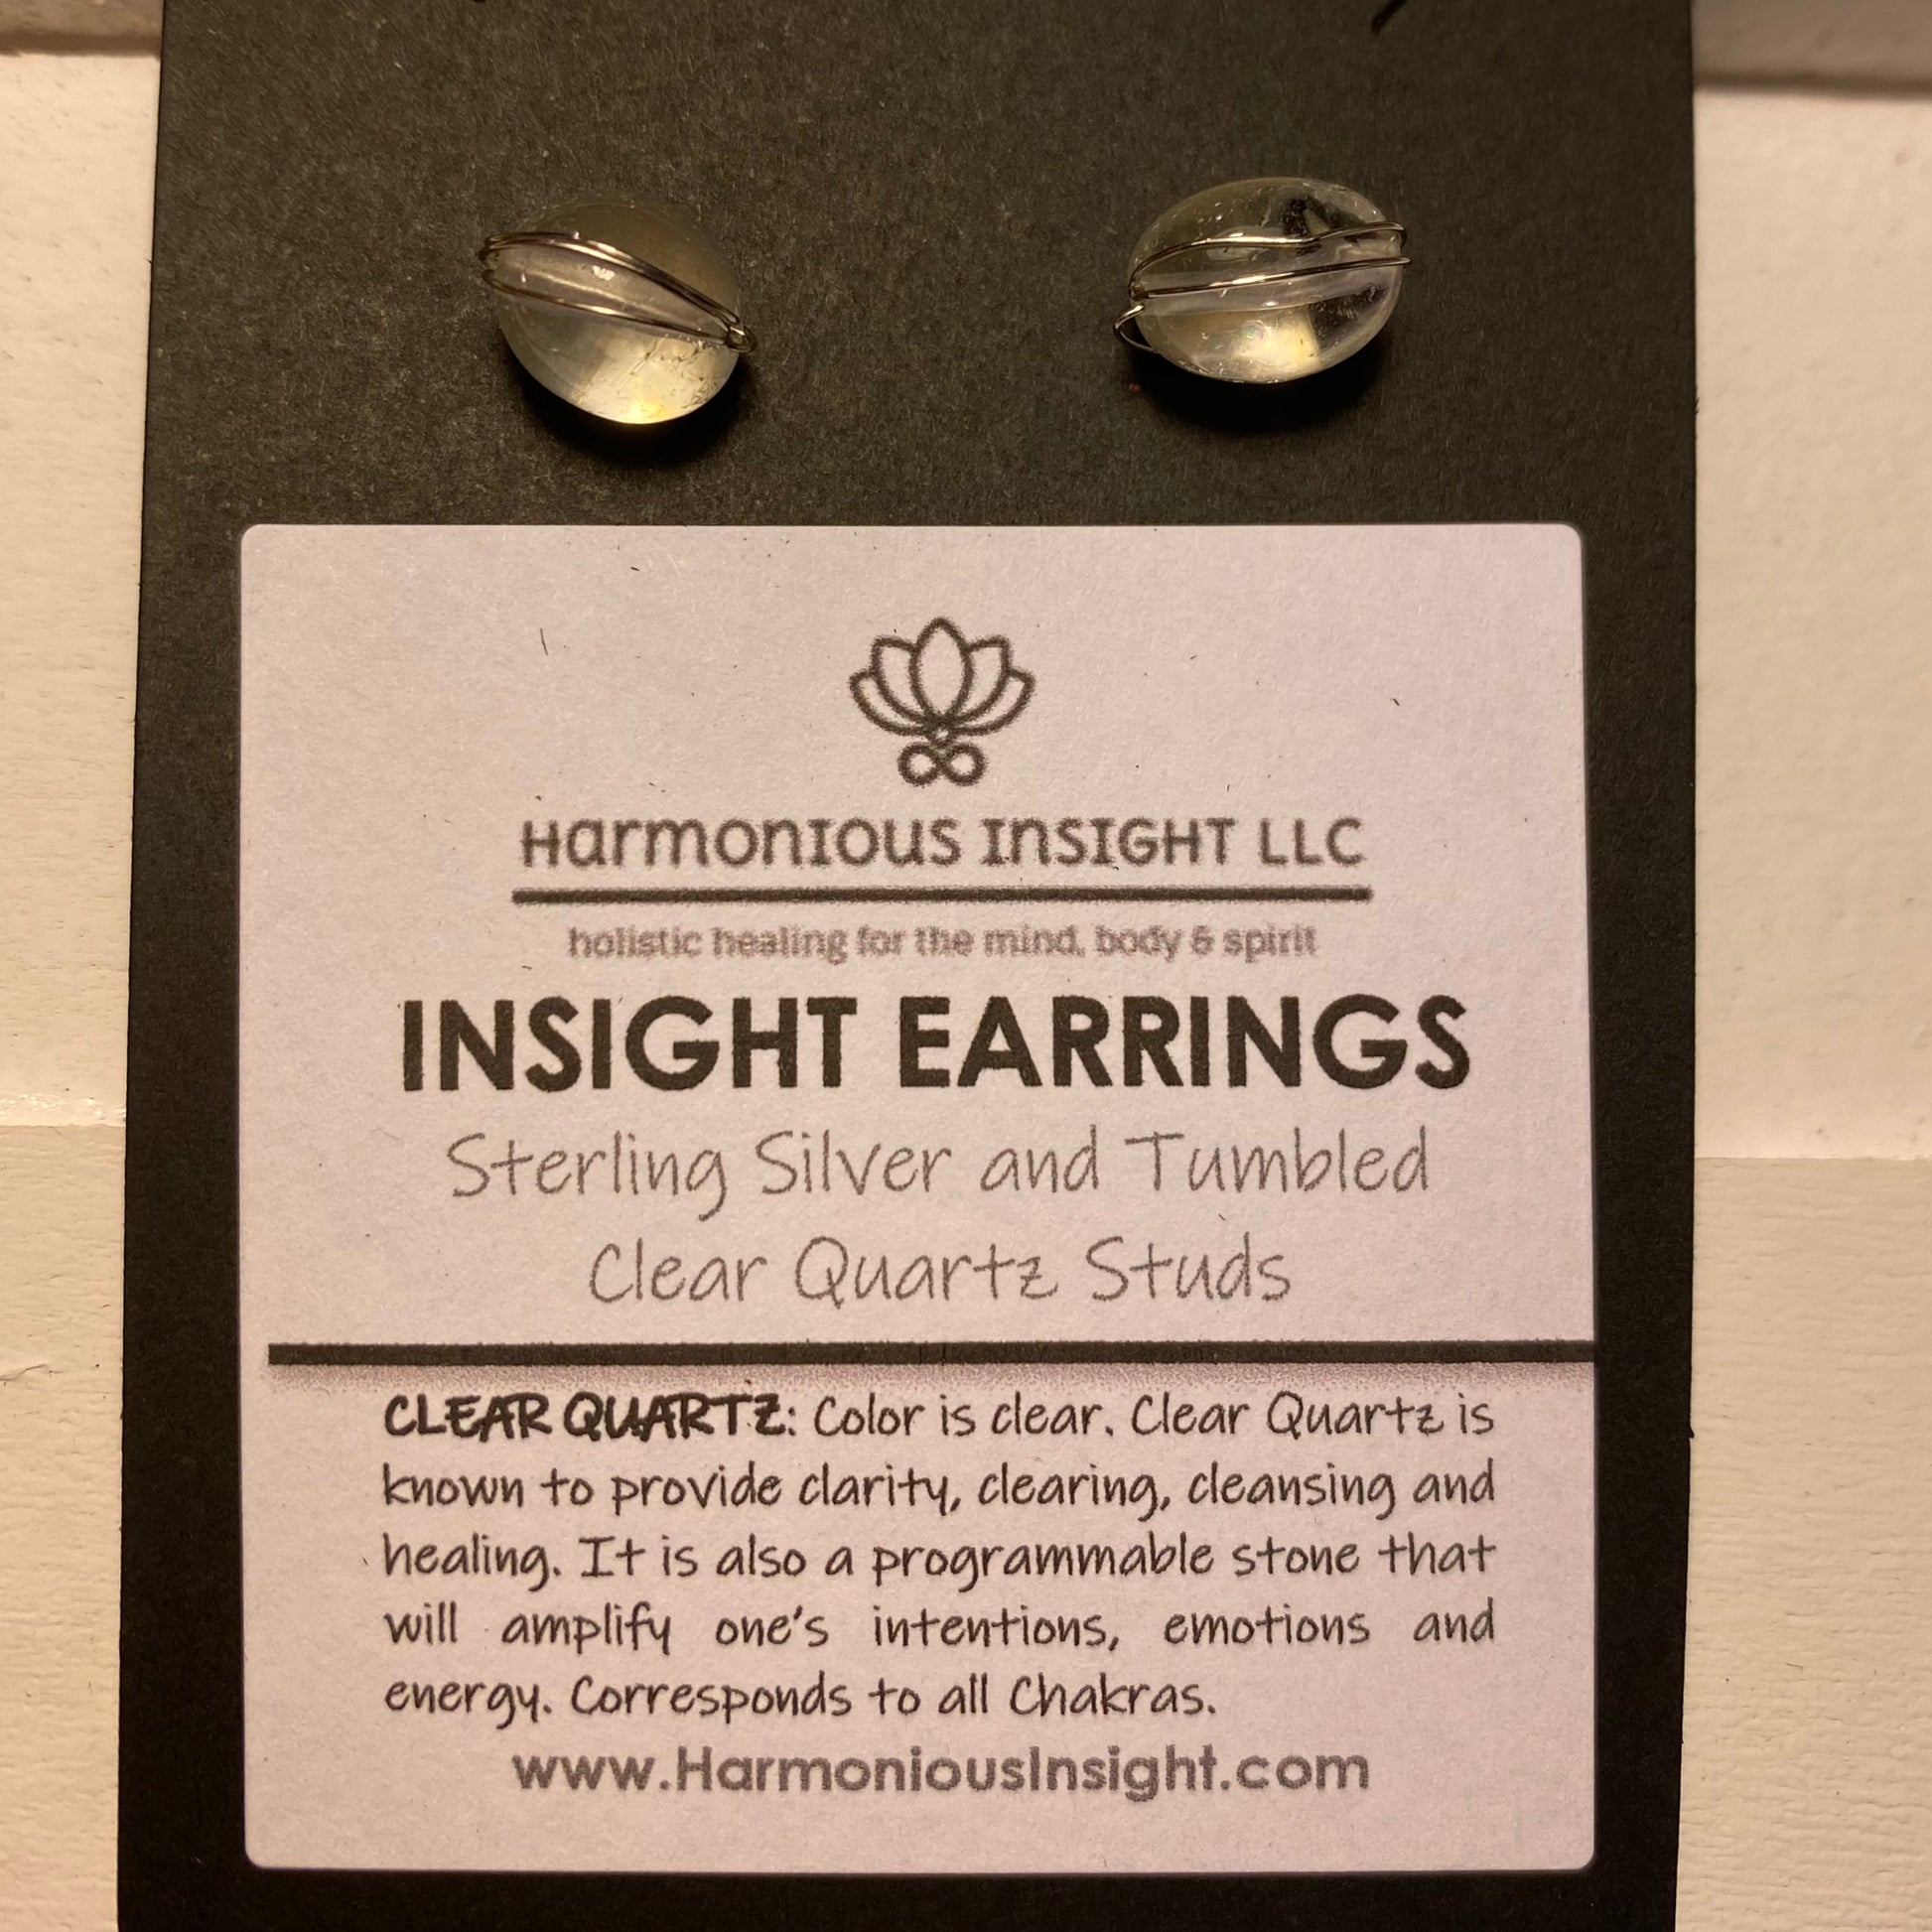 Harmonious Insight LLC
holistic healing for the mind, body & spirit
INSIGHT EARRINGS
Sterling Silver and Tumbled
Clear Quartz Studs
CLEAR QUARTZ: Color is clear. Clear Quartz is
known to provide clarity, clearing, cleansing and
healing. It is also a programmable stone that
will amplify one's intentions, emotions and
energy. Corresponds to all Chakras.
www.HarmoniousInsight.com